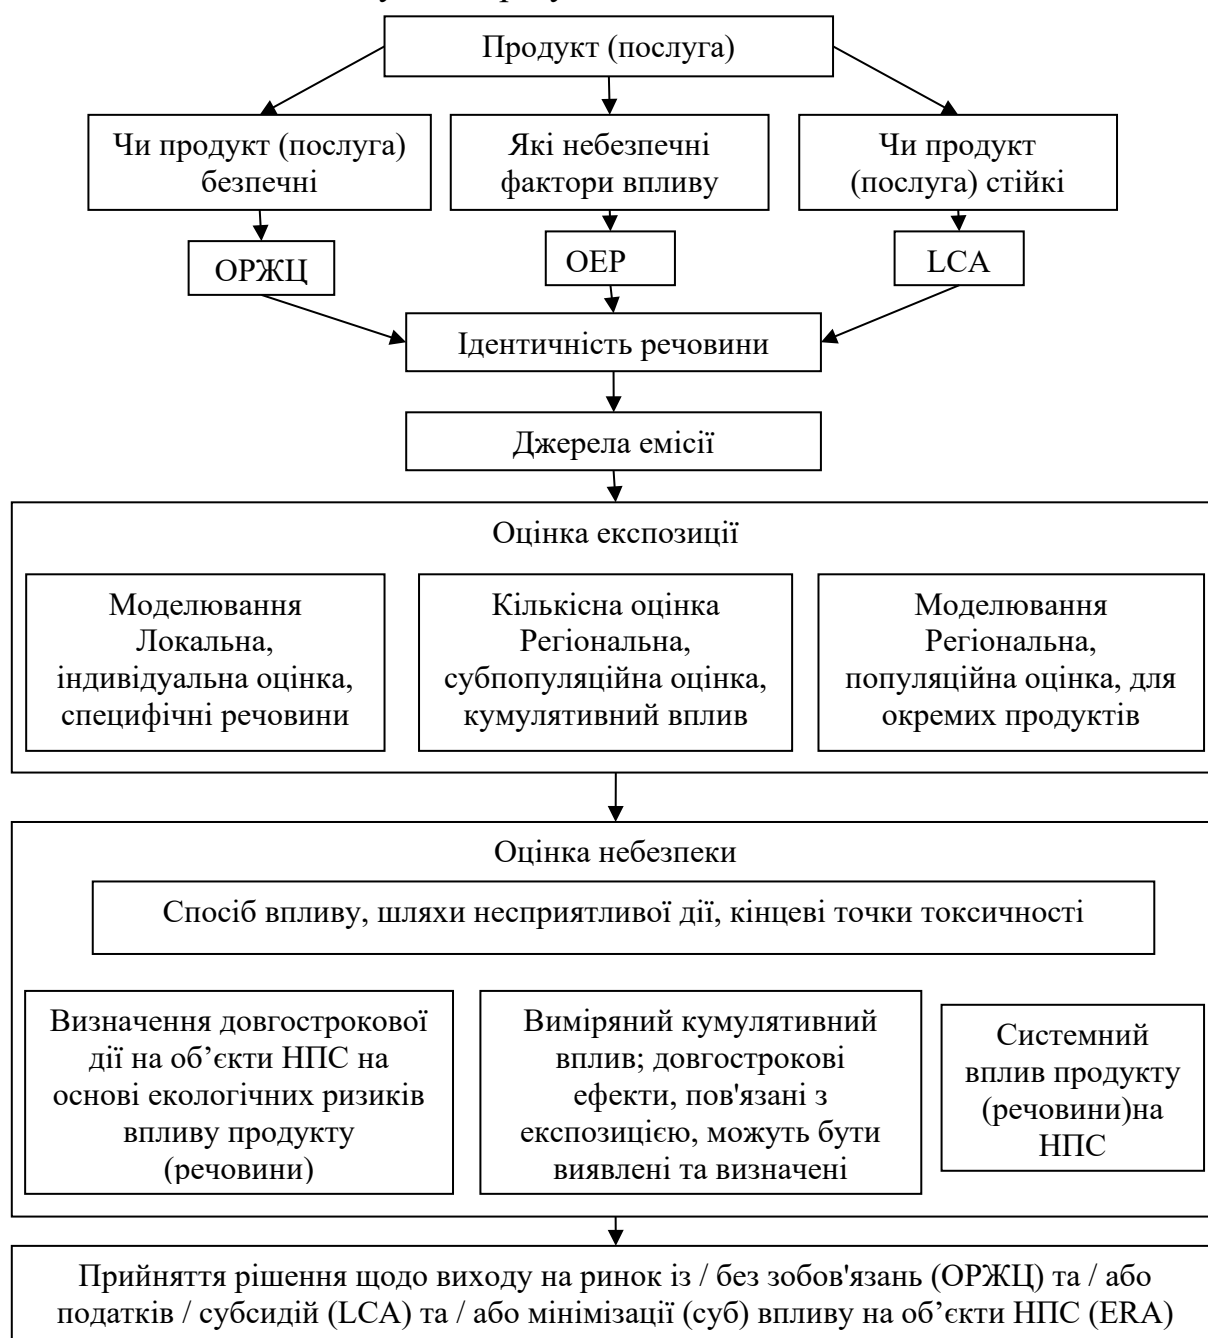 Продукт (послуга)
Чи продукт (послуга)
безпечні
Які небезпечні
фактори впливу
Чи продукт
(послуга) стійкі
ОРЖЦ
ОЕР
LCA
Ідентичність речовини
Джерела емісії
Оцінка експозиції
Моделювання
Локальна,
індивідуальна оцінка,
специфічні речовини
Кількісна оцінка
Регіональна,
субпопуляційна оцінка,
кумулятивний вплив
Моделювання
Регіональна,
популяційна оцінка, для
окремих продуктів
Оцінка небезпеки
Спосіб впливу, шляхи несприятливої дії, кінцеві точки токсичності
Визначення довгострокової
дії на об’єкти НПС на
основі екологічних ризиків
впливу продукту
(речовини)
Виміряний кумулятивний
вплив; довгострокові
ефекти, пов'язані з
експозицією, можуть бути
виявлені та визначені
Системний
вплив продукту
(речовини)на
НПС
Прийняття рішення щодо виходу на ринок із / без зобов'язань (ОРЖЦ) та / або
податків / субсидій (LCA) та / або мінімізації (суб) впливу на об’єкти НПС (ERA)